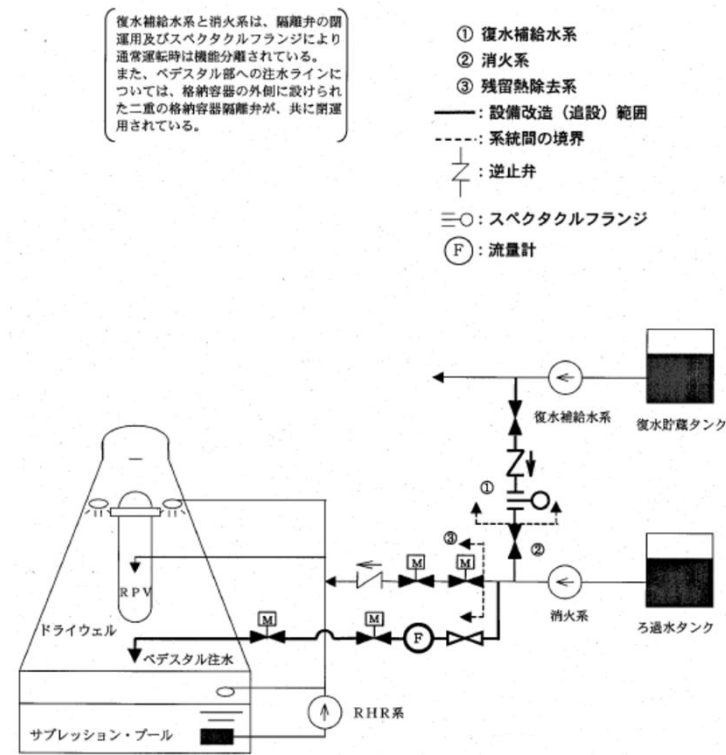 復水補給水系と消火系は、隔離弁の閉
運用及びスペクタクルフランジにより
通常運転時は機能分離されている。
また、ペデスタル部への注水ラインに
ついては、格納容器の外側に設けられ
た二重の格納容器隔離弁が、共に閉運
用されている。
① 復水補給水系
② 消火系
③ 残留熱除去系
：設備改造（追設）範囲
：系統間の境界
：逆止弁
：スペクタクルフランジ
F ：流量計
復水補給水系
復水貯蔵タンク
①
③
②
M
M
消火系
ろ過水タンク
RPV
ドライウェル
M
M
F
ペデスタル注水
RHR系
サプレッション・プール